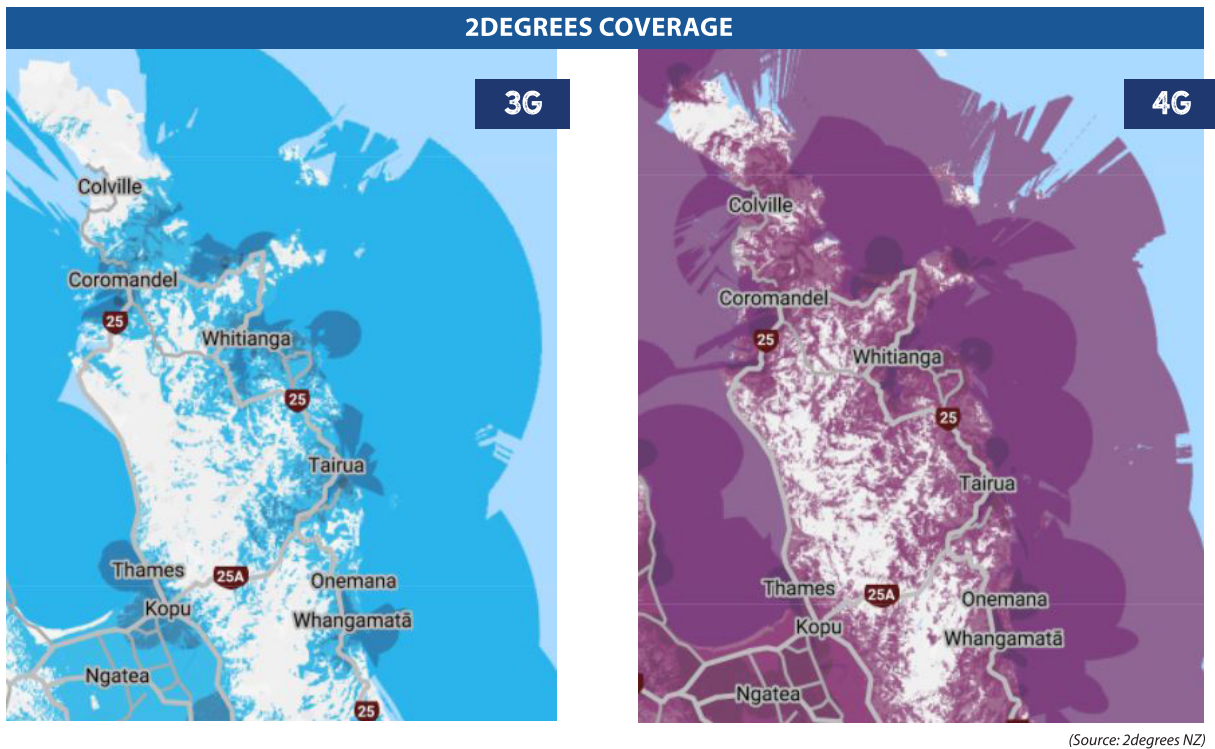 2DEGREES COVERAGE
3G
Colville
Coromandel
25
Whitianga
25
Tairua
Thames
25A
Onemana
Kopu
Whangamatā
Ngatea
25
4G
Colville
Coromandel
25
Whitianga
25
Tairua
Thames
25A
Onemana
Kopu
Whangamatā
Ngatea
(Source: 2degrees NZ)